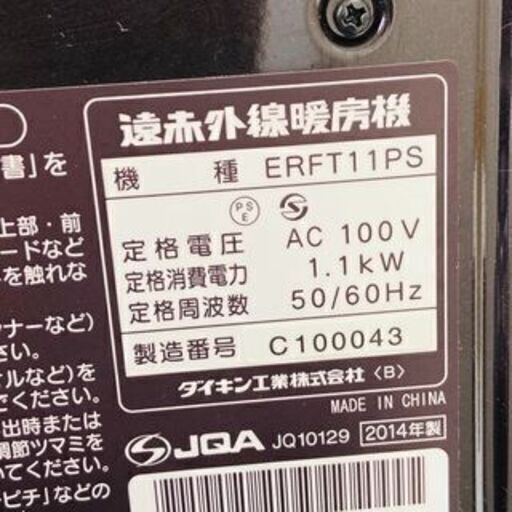 遠赤外線暖房機
機 種 ERFT11PS
PS
E
定格電圧 AC 100V
定格消費電力 1.1kW
定格周波数 50/60Hz
製造番号 C100043
ダイキン工業株式会社 〈B〉
MADE IN CHINA
JQA JQ10129 2014年製
書」を
上部・前
ードなど
を触れな
ナーなど)
さい。
ルなど)を
でください。
出時または
調節ツマミを
いてください。
ピチ」などの